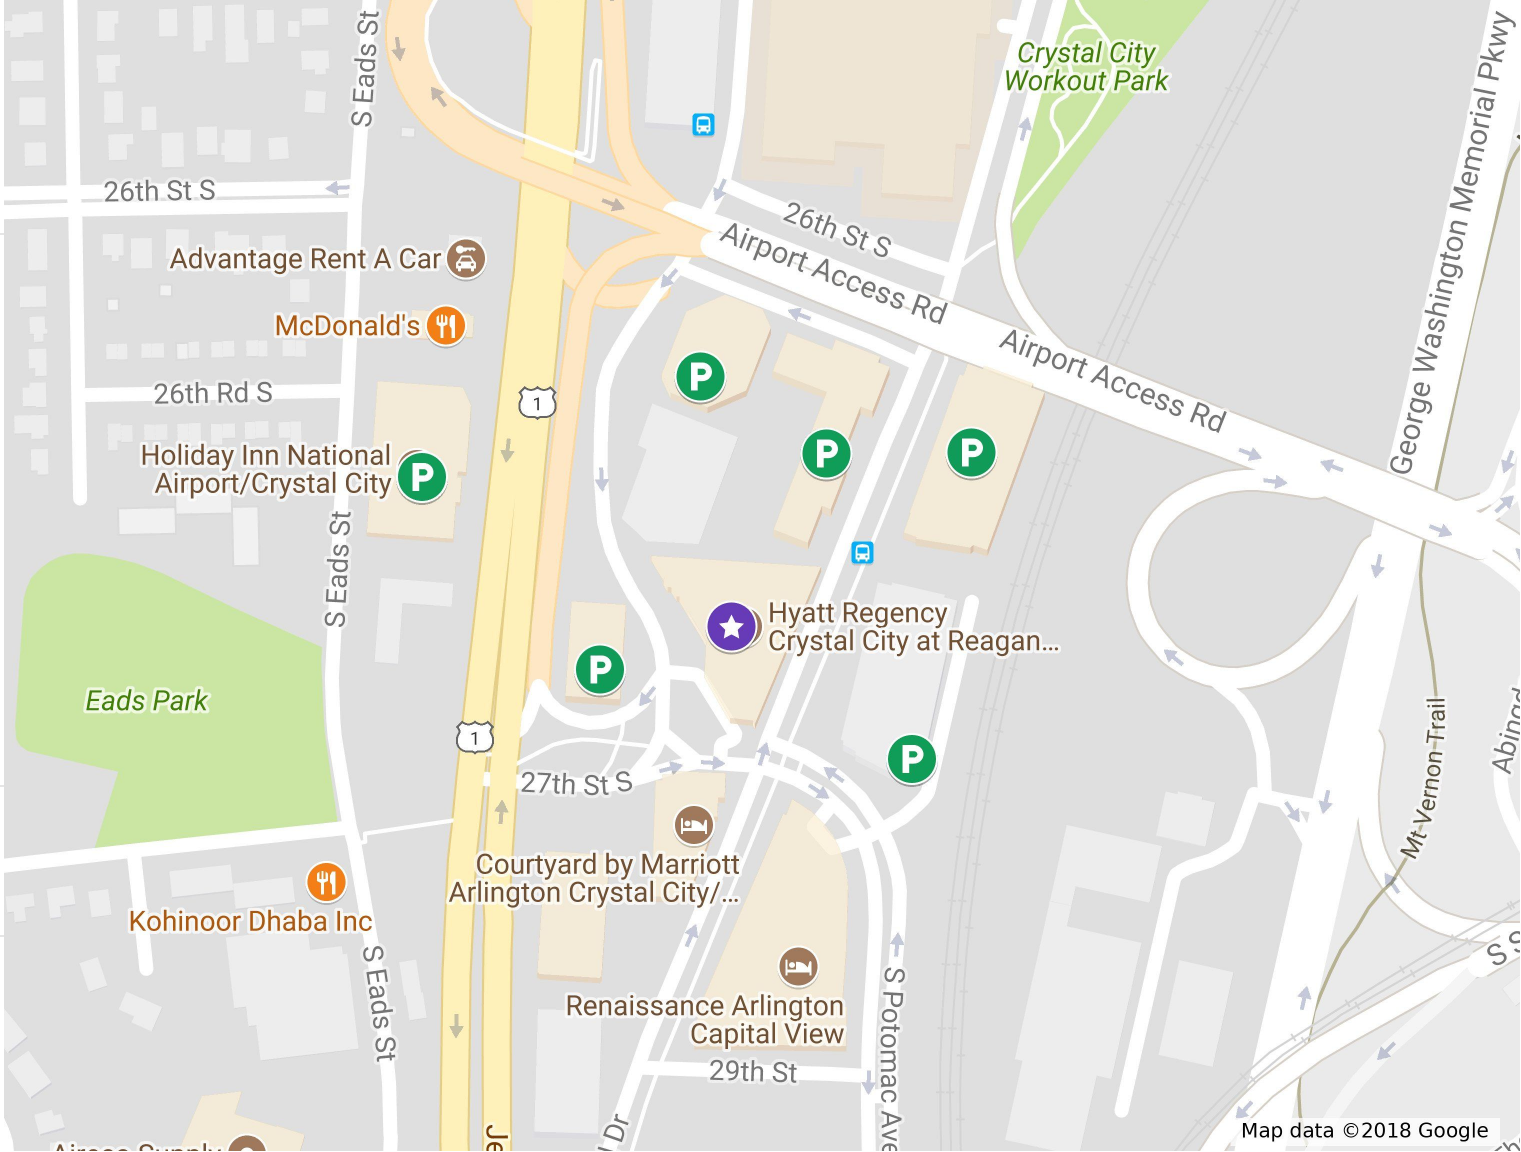 S Eads St
Crystal City
Workout Park
George Washington Memorial Pkwy
26th St S
26th St S
Airport Access Rd
Advantage Rent A Car
McDonald's
Airport Access Rd
26th Rd S
1
P
P
P
Holiday Inn National
Airport/Crystal City
P
S Eads St
Hyatt Regency
Crystal City at Reagan...
P
Eads Park
1
Mt Vernon Trail
Abingd
P
27th St S
Courtyard by Marriott
Arlington Crystal City/...
Kohinoor Dhaba Inc
S Eads St
S S
Renaissance Arlington
Capital View
S Potomac Ave
29th St
Dr
Je
Map data ©2018 Google